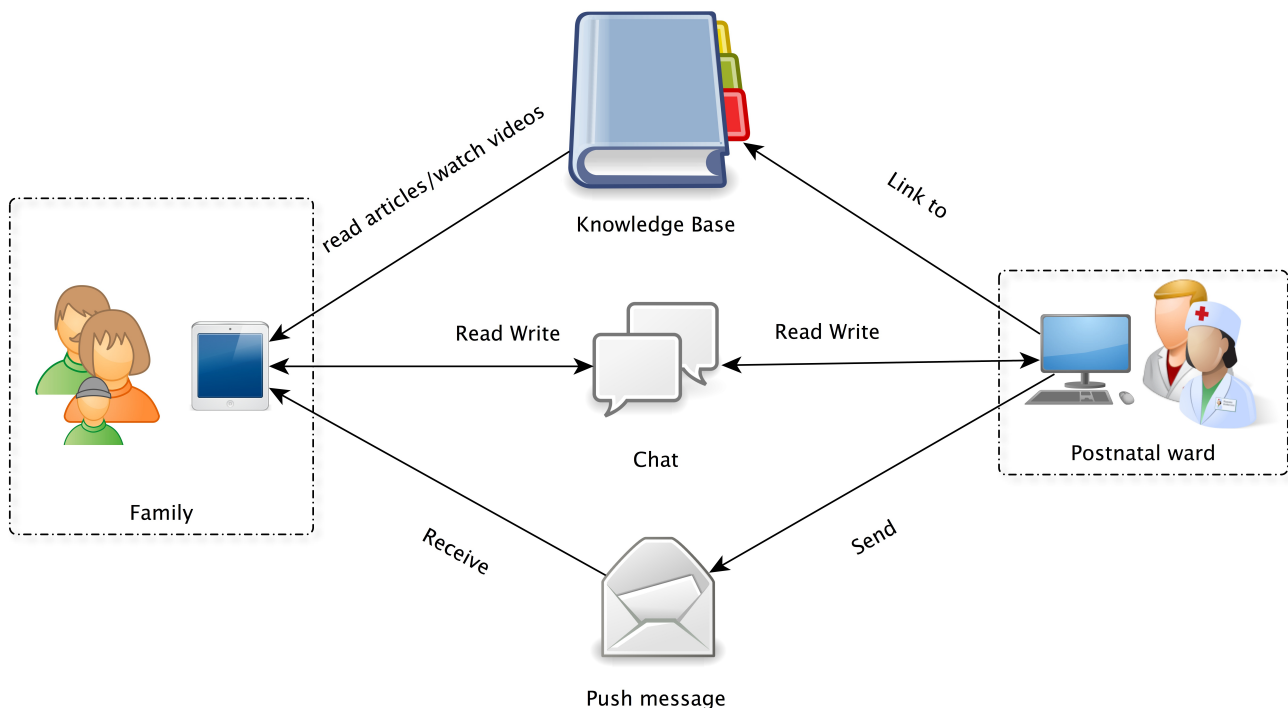 read articles/watch videos
Knowledge Base
Link to
Read Write
Read Write
Chat
Family
Postnatal ward
Receive
Send
Push message